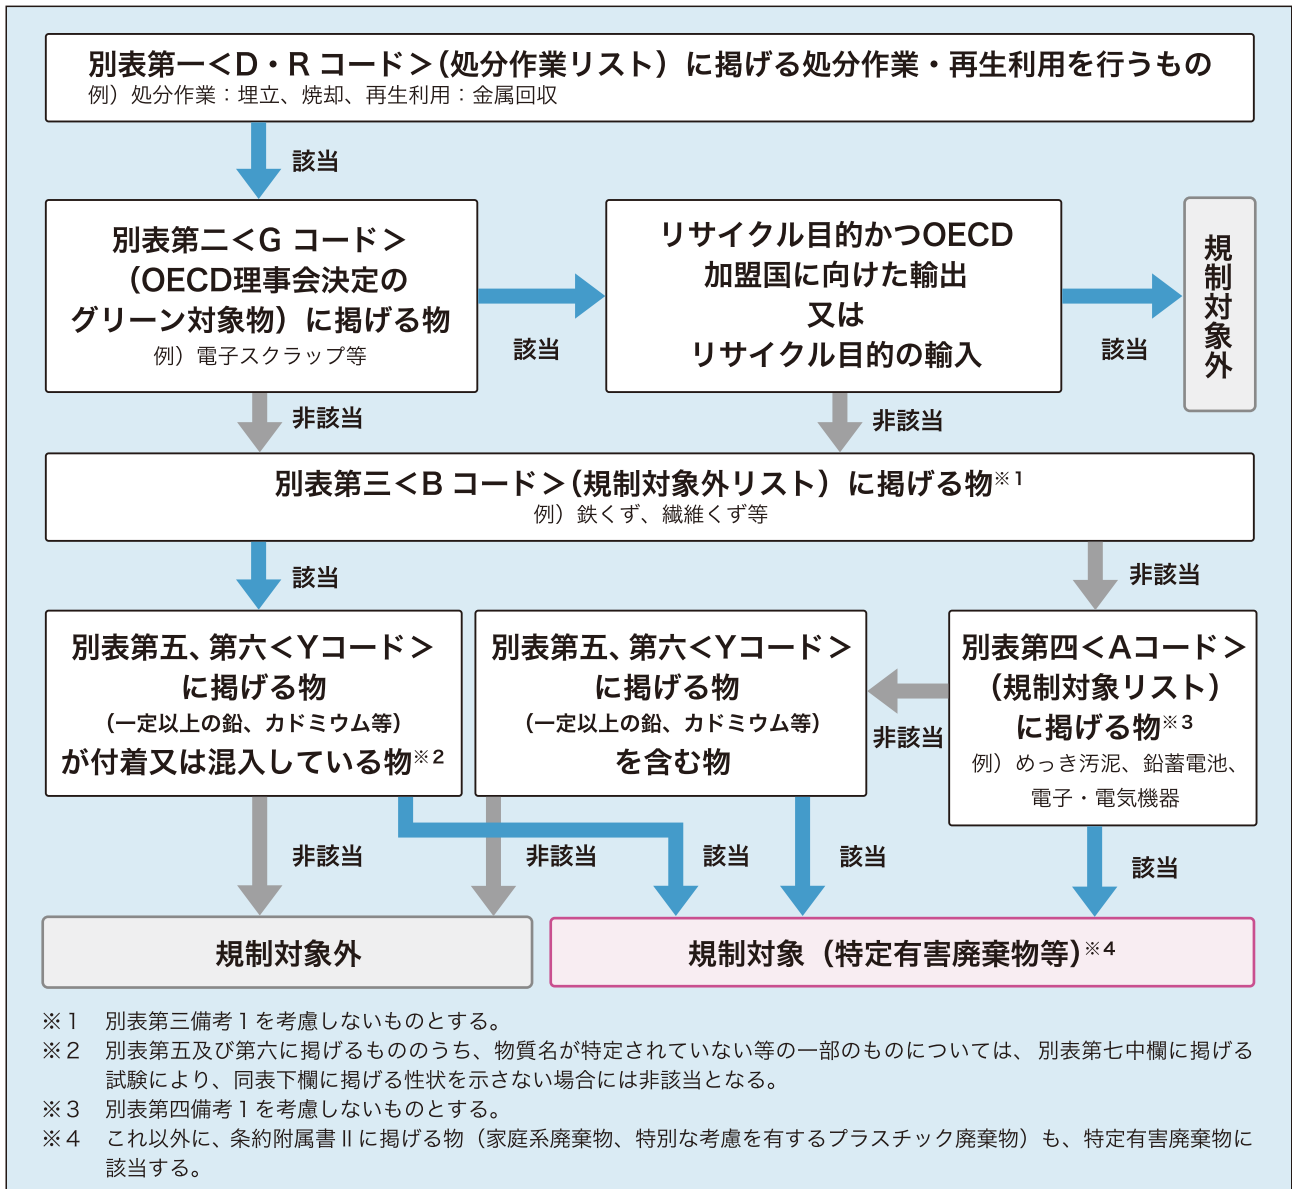 別表第一＜D・R コード＞（処分作業リスト）に掲げる処分作業・再生利用を行うもの
例）処分作業：埋立、焼却、再生利用：金属回収
該当
別表第二＜G コード＞
（OECD理事会決定の
グリーン対象物）に掲げる物
例）電子スクラップ等
該当
リサイクル目的かつOECD
加盟国に向けた輸出
又は
リサイクル目的の輸入
該当
規制対象外
非該当
非該当
別表第三＜B コード＞（規制対象外リスト）に掲げる物※1
例）鉄くず、繊維くず等
該当
非該当
別表第五、第六＜Yコード＞
に掲げる物
（一定以上の鉛、カドミウム等）
が付着又は混入している物※2
別表第五、第六＜Yコード＞
に掲げる物
（一定以上の鉛、カドミウム等）
を含む物
非該当
別表第四＜Aコード＞
（規制対象リスト）
に掲げる物※3
例）めっき汚泥、鉛蓄電池、
電子・電気機器
非該当
非該当
該当
該当
該当
規制対象外
規制対象（特定有害廃棄物等）※4
※1 別表第三備考1を考慮しないものとする。
※2 別表第五及び第六に掲げるもののうち、物質名が特定されていない等の一部のものについては、別表第七中欄に掲げる
試験により、同表下欄に掲げる性状を示さない場合には非該当となる。
※3 別表第四備考1を考慮しないものとする。
※4 これ以外に、条約附属書Ⅱに掲げる物（家庭系廃棄物、特別な考慮を有するプラスチック廃棄物）も、特定有害廃棄物に
該当する。